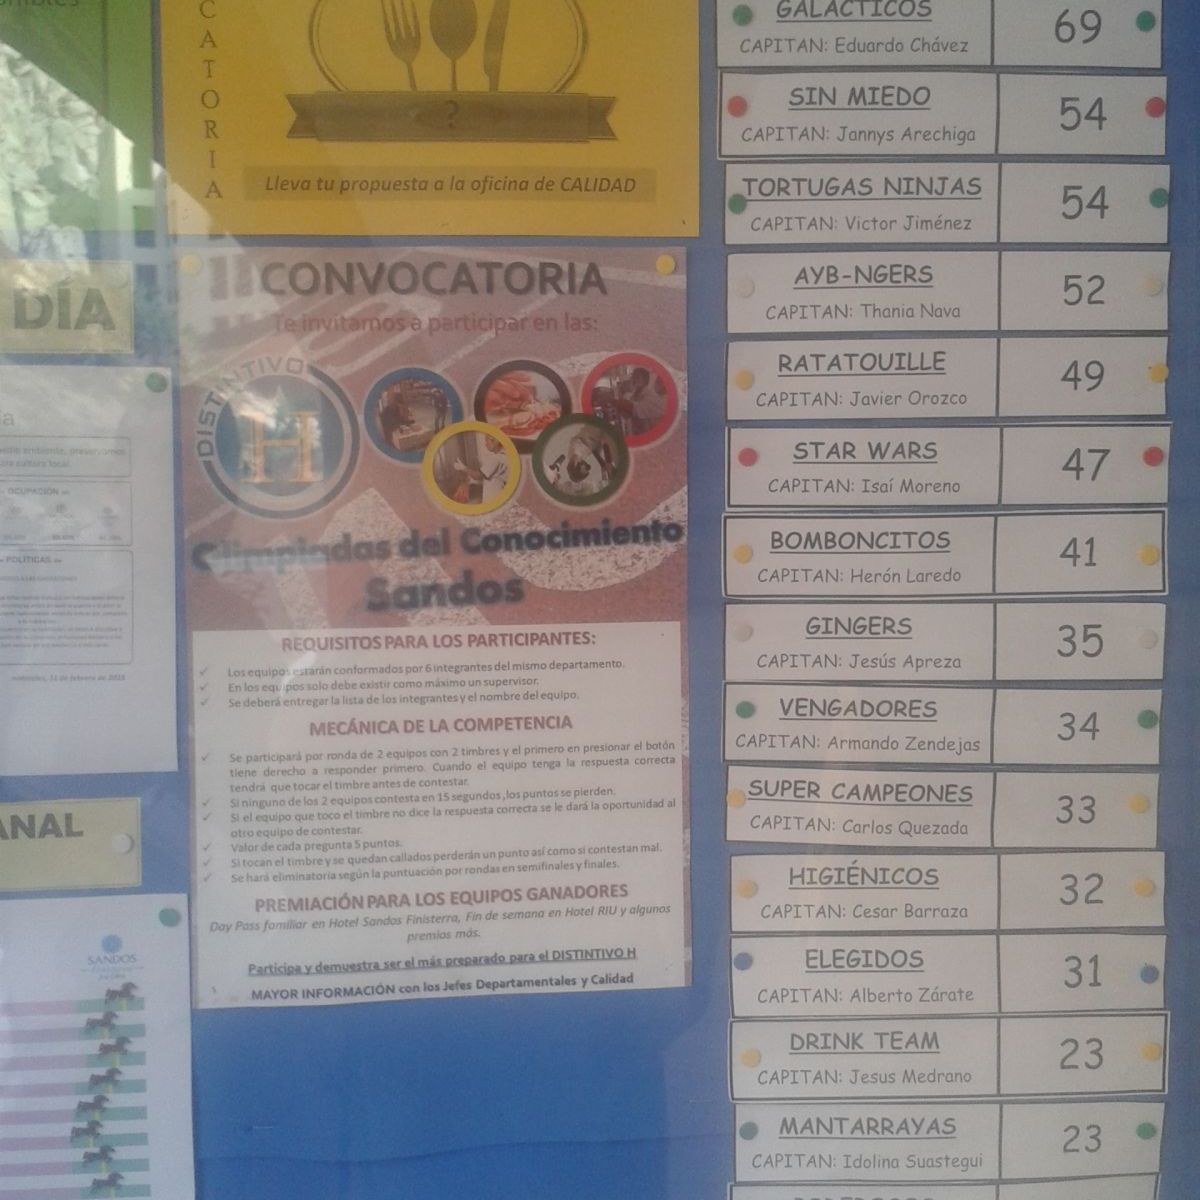 CATORIA
?
Lleva tu propuesta a la oficina de CALIDAD
DÍA
OCUPACIÓN
POLÍTICAS
ANAL
SANDOS
CONVOCATORIA
Te invitamos a participar en las:
DISTINTIVO
H
Olimpiadas del Conocimiento
Sandos
REQUISITOS PARA LOS PARTICIPANTES:
✓ Los equipos estarán conformados por 6 integrantes del mismo departamento.
✓ En los equipos solo debe existir como máximo un supervisor.
✓ Se deberá entregar la lista de los integrantes y el nombre del equipo.
MECÁNICA DE LA COMPETENCIA
✓ Se participará por ronda de 2 equipos con 2 timbres y el primero en presionar el botón
tiene derecho a responder primero. Cuando el equipo tenga la respuesta correcta
tendrá que tocar el timbre antes de contestar.
✓ Si ninguno de los 2 equipos contesta en 15 segundos ,los puntos se pierden.
✓ Si el equipo que toco el timbre no dice la respuesta correcta se le dará la oportunidad al
otro equipo de contestar.
✓ Valor de cada pregunta 5 puntos.
✓ Si tocan el timbre y se quedan callados perderán un punto así como si contestan mal.
✓ Se hará eliminatoria según la puntuación por rondas en semifinales y finales.
PREMIACIÓN PARA LOS EQUIPOS GANADORES
Day Pass familiar en Hotel Sandos Finisterra, Fin de semana en Hotel RIU y algunos
premios más.
Participa y demuestra ser el más preparado para el DISTINTIVO H
MAYOR INFORMACIÓN con los Jefes Departamentales y Calidad
GALACTICOS
CAPITAN: Eduardo Chávez
69
SIN MIEDO
CAPITAN: Jannys Arechiga
54
TORTUGAS NINJAS
CAPITAN: Victor Jiménez
54
AYB-NGERS
CAPITAN: Thania Nava
52
RATATOUILLE
CAPITAN: Javier Orozco
49
STAR WARS
CAPITAN: Isaí Moreno
47
BOMBONCITOS
CAPITAN: Herón Laredo
41
GINGERS
CAPITAN: Jesús Apreza
35
VENGADORES
CAPITAN: Armando Zendejas
34
SUPER CAMPEONES
CAPITAN: Carlos Quezada
33
HIGIÉNICOS
CAPITAN: Cesar Barraza
32
ELEGIDOS
CAPITAN: Alberto Zárate
31
DRINK TEAM
CAPITAN: Jesus Medrano
23
MANTARRAYAS
CAPITAN: Idolina Suastegui
23